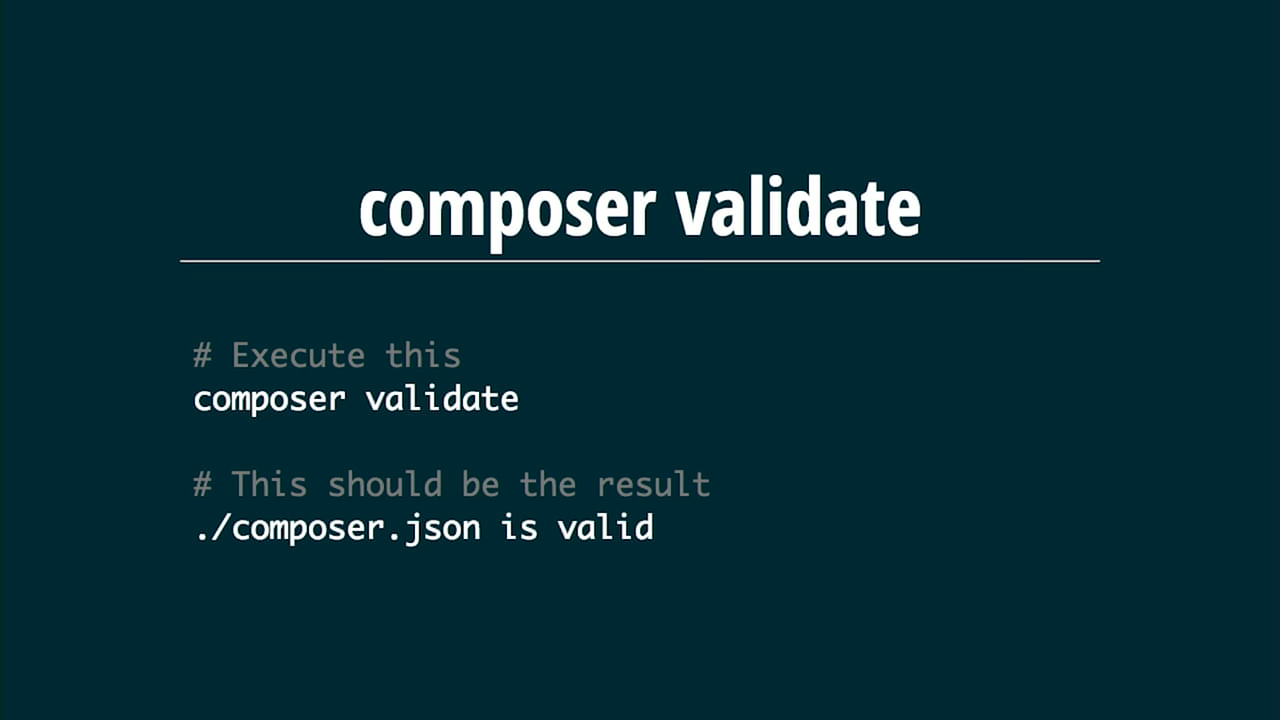 composer validate
# Execute this
composer validate
# This should be the result
./composer.json is valid